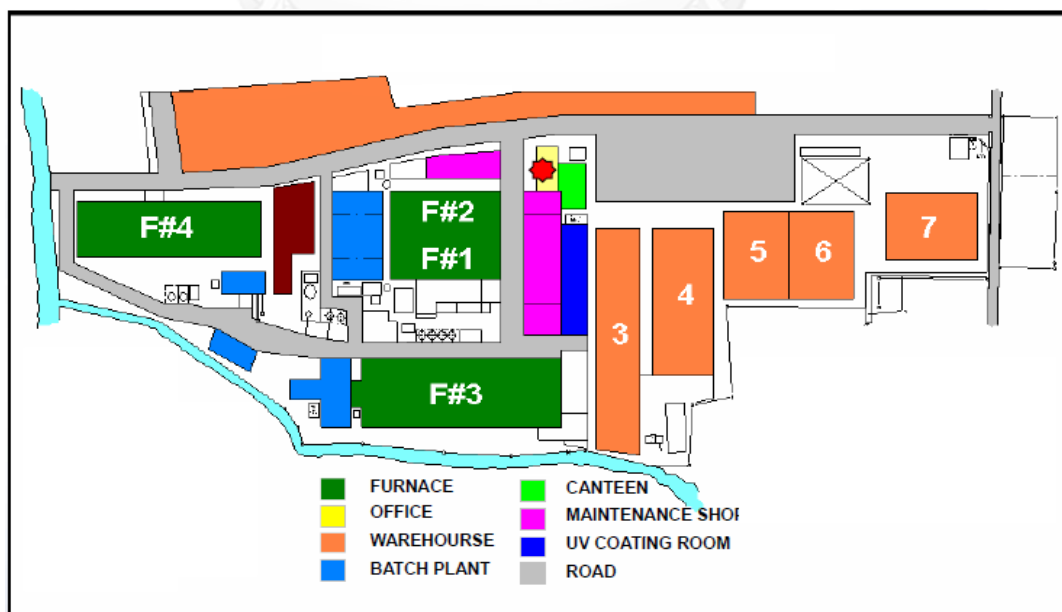 F#4
F#2
F#1
5
6
7
4
3
F#3
FURNACE
OFFICE
WAREHOURSE
BATCH PLANT
CANTEEN
MAINTENANCE SHOP
UV COATING ROOM
ROAD